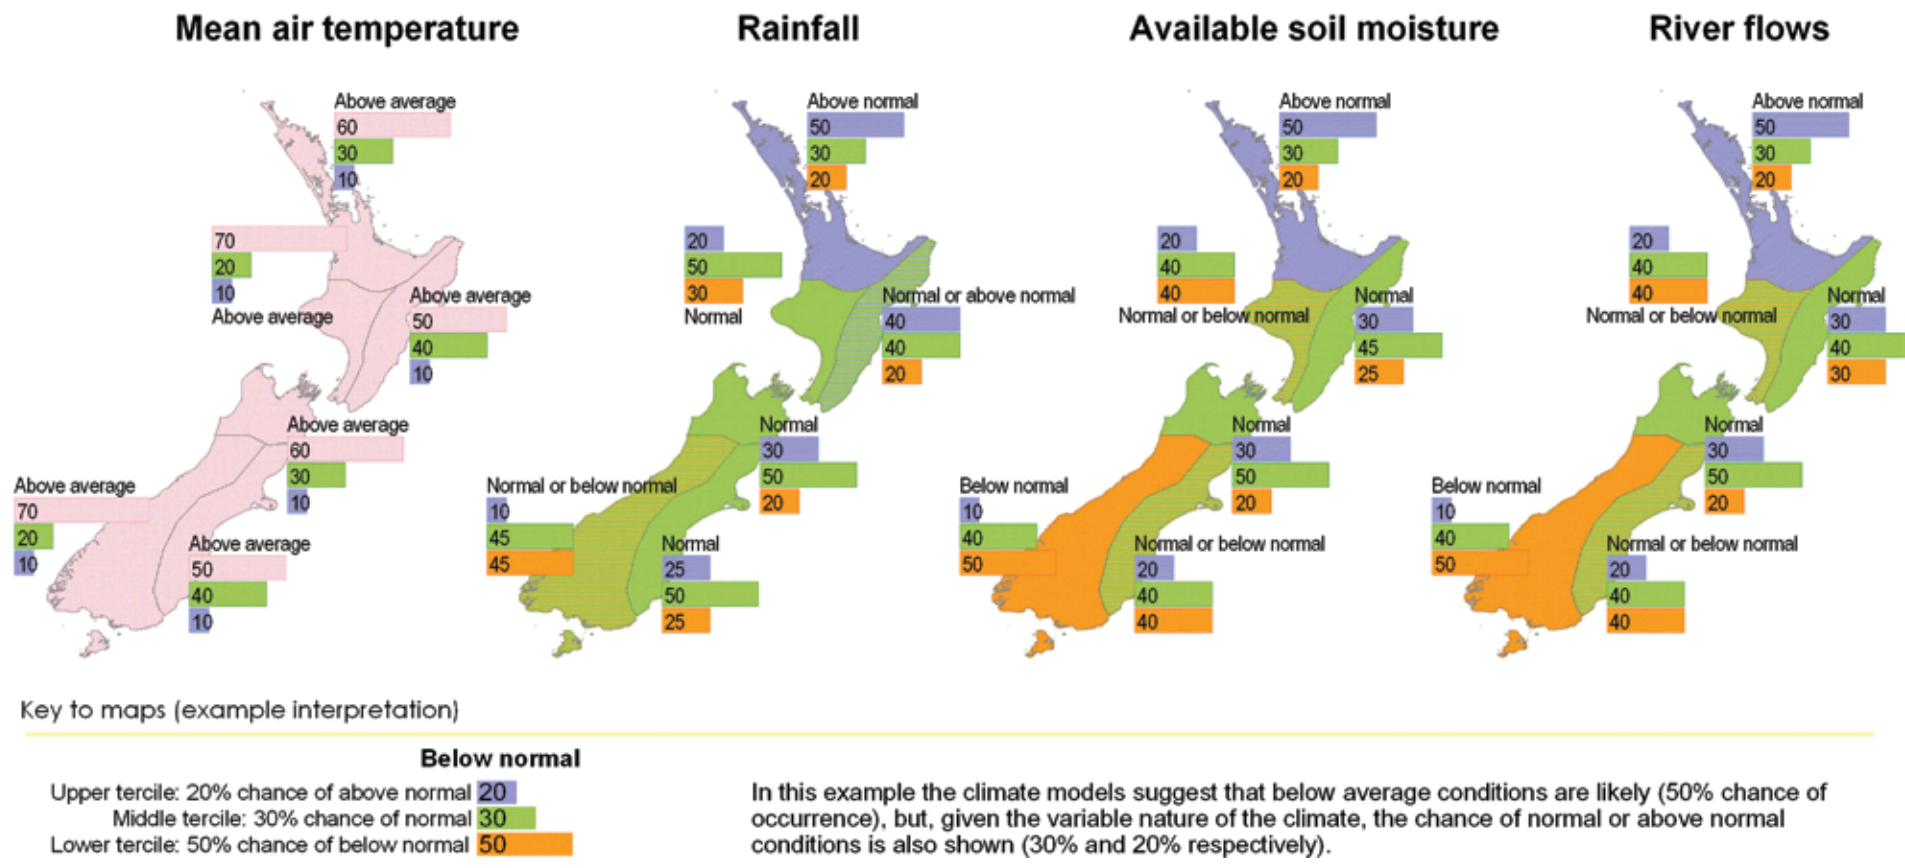 Mean air temperature
Above average
60
30
10
70
20
10
Above average
Above average
50
40
10
Above average
60
30
10
Above average
70
20
10
Above average
50
40
10
Rainfall
Above normal
50
30
20
20
50
30
Normal
Normal or above normal
40
40
20
Normal
30
50
20
Normal or below normal
10
45
45
Normal
25
50
25
Available soil moisture
Above normal
50
30
20
20
40
40
Normal or below normal
Normal
30
45
25
Normal
30
50
20
Below normal
10
40
50
Normal or below normal
20
40
40
River flows
Above normal
50
30
20
20
40
40
Normal or below normal
Normal
30
40
30
Normal
30
50
20
Below normal
10
40
50
Normal or below normal
20
40
40
Key to maps (example interpretation)
Below normal
Upper tercile: 20% chance of above normal 20
Middle tercile: 30% chance of normal 30
Lower tercile: 50% chance of below normal 50
In this example the climate models suggest that below average conditions are likely (50% chance of
occurrence), but, given the variable nature of the climate, the chance of normal or above normal
conditions is also shown (30% and 20% respectively).